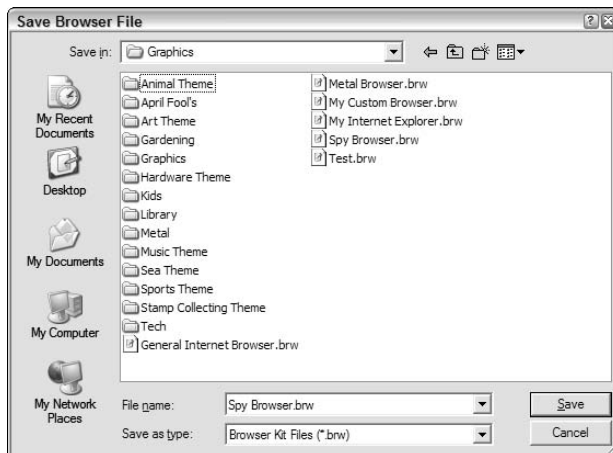 Save Browser File
Save in: Graphics
My Recent Documents
Desktop
My Documents
My Computer
My Network Places
Animal Theme
April Fool's
Art Theme
Gardening
Graphics
Hardware Theme
Kids
Library
Metal
Music Theme
Sea Theme
Sports Theme
Stamp Collecting Theme
Tech
General Internet Browser.brw
Metal Browser.brw
My Custom Browser.brw
My Internet Explorer.brw
Spy Browser.brw
Test.brw
File name: Spy Browser.brw
Save
Save as type: Browser Kit Files (*.brw)
Cancel